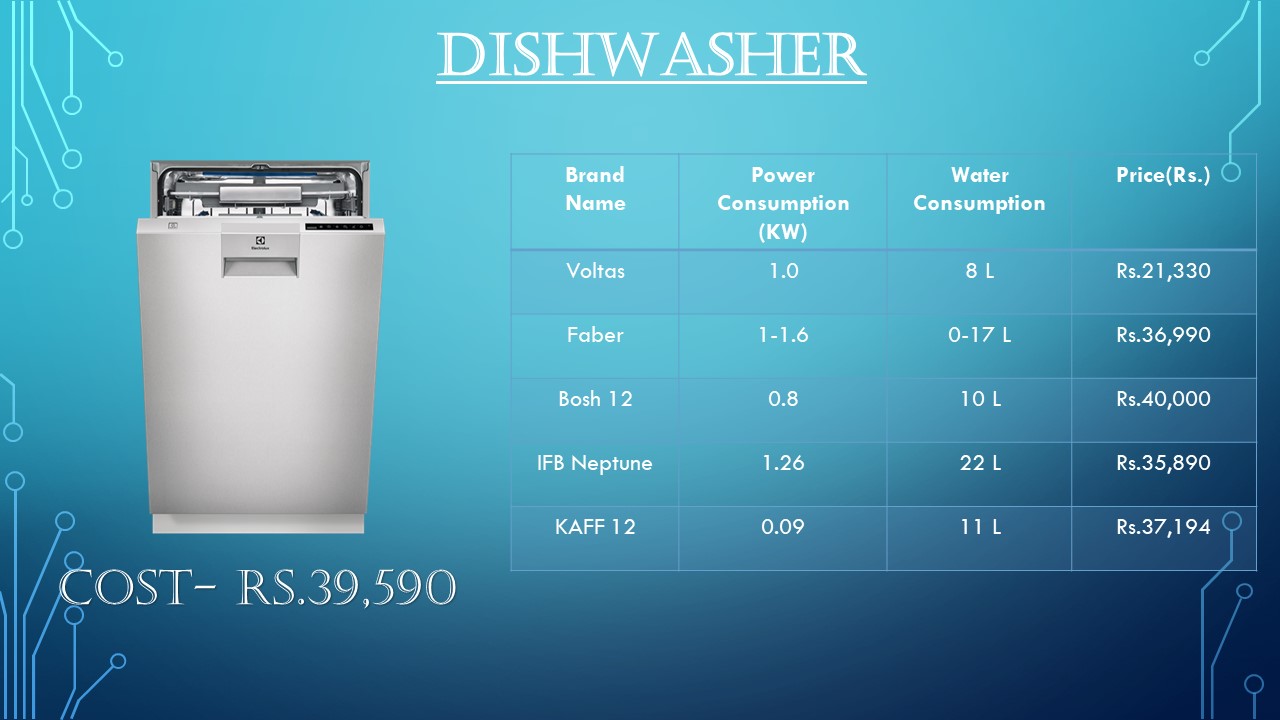 DISHWASHER
Electrolux
Brand Name
Power Consumption (KW)
Water Consumption
Price(Rs.)
Voltas 1.0 8 L Rs.21,330
Faber 1-1.6 0-17 L Rs.36,990
Bosh 12 0.8 10 L Rs.40,000
IFB Neptune 1.26 22 L Rs.35,890
KAFF 12 0.09 11 L Rs.37,194
COST- RS.39,590